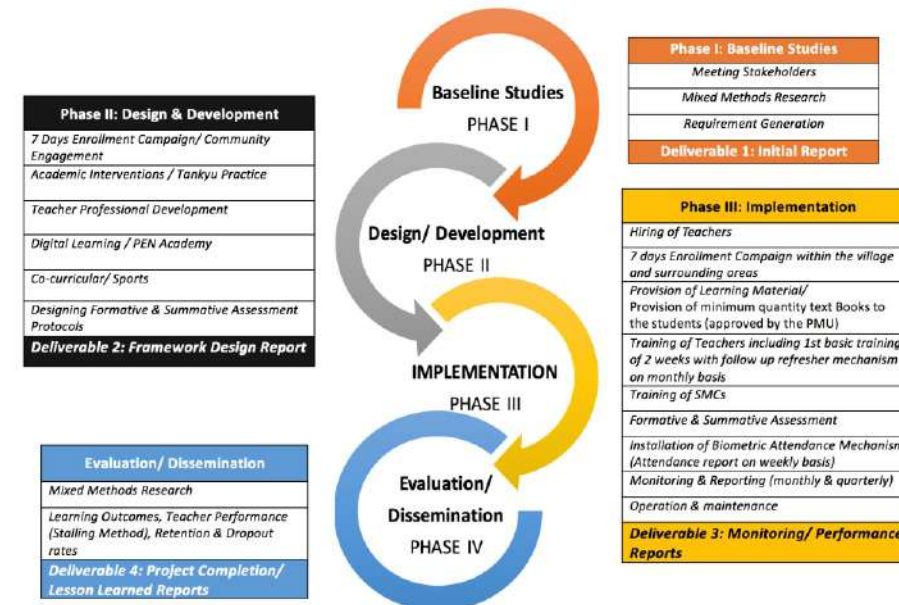 Baseline Studies
PHASE I
Design/ Development
PHASE II
IMPLEMENTATION
PHASE III
Evaluation/
Dissemination
PHASE IV
Phase I: Baseline Studies
Meeting Stakeholders
Mixed Methods Research
Requirement Generation
Deliverable 1: Initial Report
Phase II: Design & Development
7 Days Enrollment Campaign/ Community
Engagement
Academic Interventions / Tankyu Practice
Teacher Professional Development
Digital Learning / PEN Academy
Co-curricular/ Sports
Designing Formative & Summative Assessment
Protocols
Deliverable 2: Framework Design Report
Phase III: Implementation
Hiring of Teachers
7 days Enrollment Campaign within the village
and surrounding areas
Provision of Learning Material/
Provision of minimum quantity text Books to
the students (approved by the PMU)
Training of Teachers including 1st basic training
of 2 weeks with follow up refresher mechanism
on monthly basis
Training of SMCs
Formative & Summative Assessment
Installation of Biometric Attendance Mechanism
(Attendance report on weekly basis)
Monitoring & Reporting (monthly & quarterly)
Operation & maintenance
Deliverable 3: Monitoring/ Performance
Reports
Evaluation/ Dissemination
Mixed Methods Research
Learning Outcomes, Teacher Performance
(Stailing Method), Retention & Dropout
rates
Deliverable 4: Project Completion/
Lesson Learned Reports